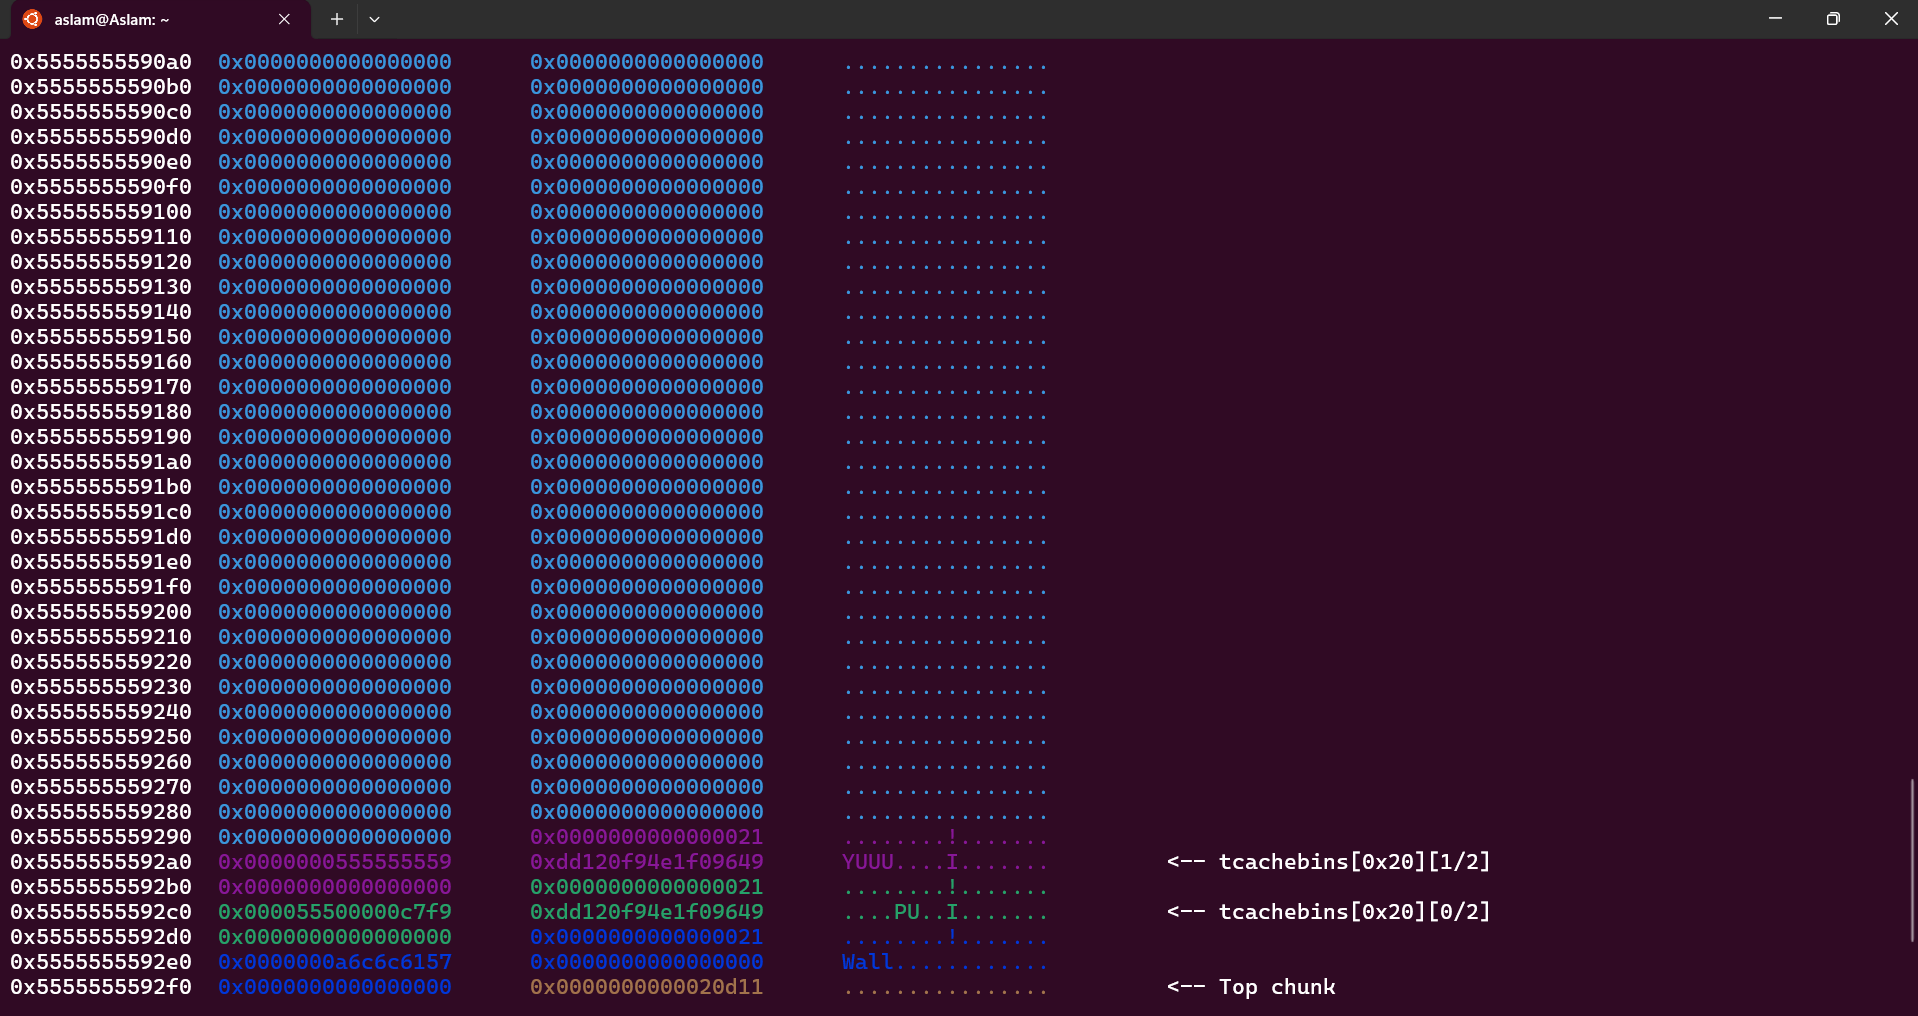 aslam@Aslam: ~
0x5555555590a0 0x0000000000000000 0x0000000000000000 ................
0x5555555590b0 0x0000000000000000 0x0000000000000000 ................
0x5555555590c0 0x0000000000000000 0x0000000000000000 ................
0x5555555590d0 0x0000000000000000 0x0000000000000000 ................
0x5555555590e0 0x0000000000000000 0x0000000000000000 ................
0x5555555590f0 0x0000000000000000 0x0000000000000000 ................
0x555555559100 0x0000000000000000 0x0000000000000000 ................
0x555555559110 0x0000000000000000 0x0000000000000000 ................
0x555555559120 0x0000000000000000 0x0000000000000000 ................
0x555555559130 0x0000000000000000 0x0000000000000000 ................
0x555555559140 0x0000000000000000 0x0000000000000000 ................
0x555555559150 0x0000000000000000 0x0000000000000000 ................
0x555555559160 0x0000000000000000 0x0000000000000000 ................
0x555555559170 0x0000000000000000 0x0000000000000000 ................
0x555555559180 0x0000000000000000 0x0000000000000000 ................
0x555555559190 0x0000000000000000 0x0000000000000000 ................
0x5555555591a0 0x0000000000000000 0x0000000000000000 ................
0x5555555591b0 0x0000000000000000 0x0000000000000000 ................
0x5555555591c0 0x0000000000000000 0x0000000000000000 ................
0x5555555591d0 0x0000000000000000 0x0000000000000000 ................
0x5555555591e0 0x0000000000000000 0x0000000000000000 ................
0x5555555591f0 0x0000000000000000 0x0000000000000000 ................
0x555555559200 0x0000000000000000 0x0000000000000000 ................
0x555555559210 0x0000000000000000 0x0000000000000000 ................
0x555555559220 0x0000000000000000 0x0000000000000000 ................
0x555555559230 0x0000000000000000 0x0000000000000000 ................
0x555555559240 0x0000000000000000 0x0000000000000000 ................
0x555555559250 0x0000000000000000 0x0000000000000000 ................
0x555555559260 0x0000000000000000 0x0000000000000000 ................
0x555555559270 0x0000000000000000 0x0000000000000000 ................
0x555555559280 0x0000000000000000 0x0000000000000000 ................
0x555555559290 0x0000000000000000 0x0000000000000021 ........!.......
0x5555555592a0 0x0000000555555559 0xdd120f94e1f09649 YUUU....I....... <-- tcachebins[0x20][1/2]
0x5555555592b0 0x0000000000000000 0x0000000000000021 ........!.......
0x5555555592c0 0x000055500000c7f9 0xdd120f94e1f09649 ....PU..I....... <-- tcachebins[0x20][0/2]
0x5555555592d0 0x0000000000000000 0x0000000000000021 ........!.......
0x5555555592e0 0x0000000a6c6c6157 0x0000000000000000 Wall............
0x5555555592f0 0x0000000000000000 0x0000000000020d11 ................ <-- Top chunk